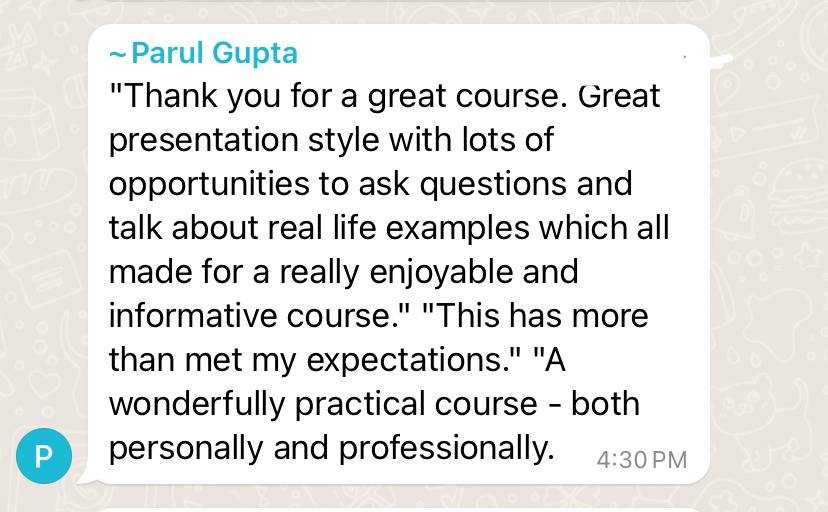 ~Parul Gupta
"Thank you for a great course. Great
presentation style with lots of
opportunities to ask questions and
talk about real life examples which all
made for a really enjoyable and
informative course." "This has more
than met my expectations." "A
wonderfully practical course - both
personally and professionally.
4:30 PM
P